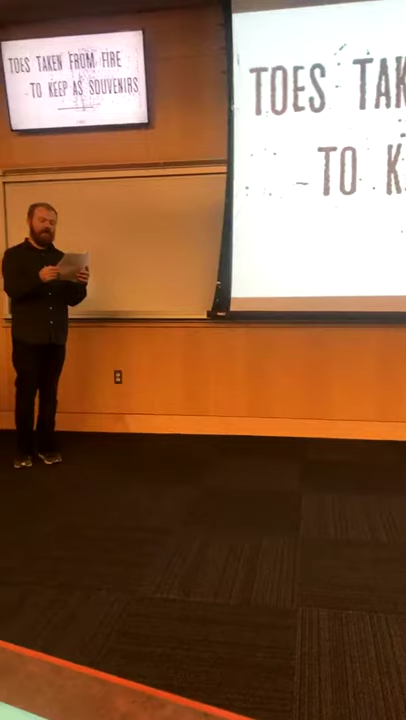 TOES TAKEN FROM FIRE
TO KEEP AS SOUVENIRS
TOES TAK
TO K